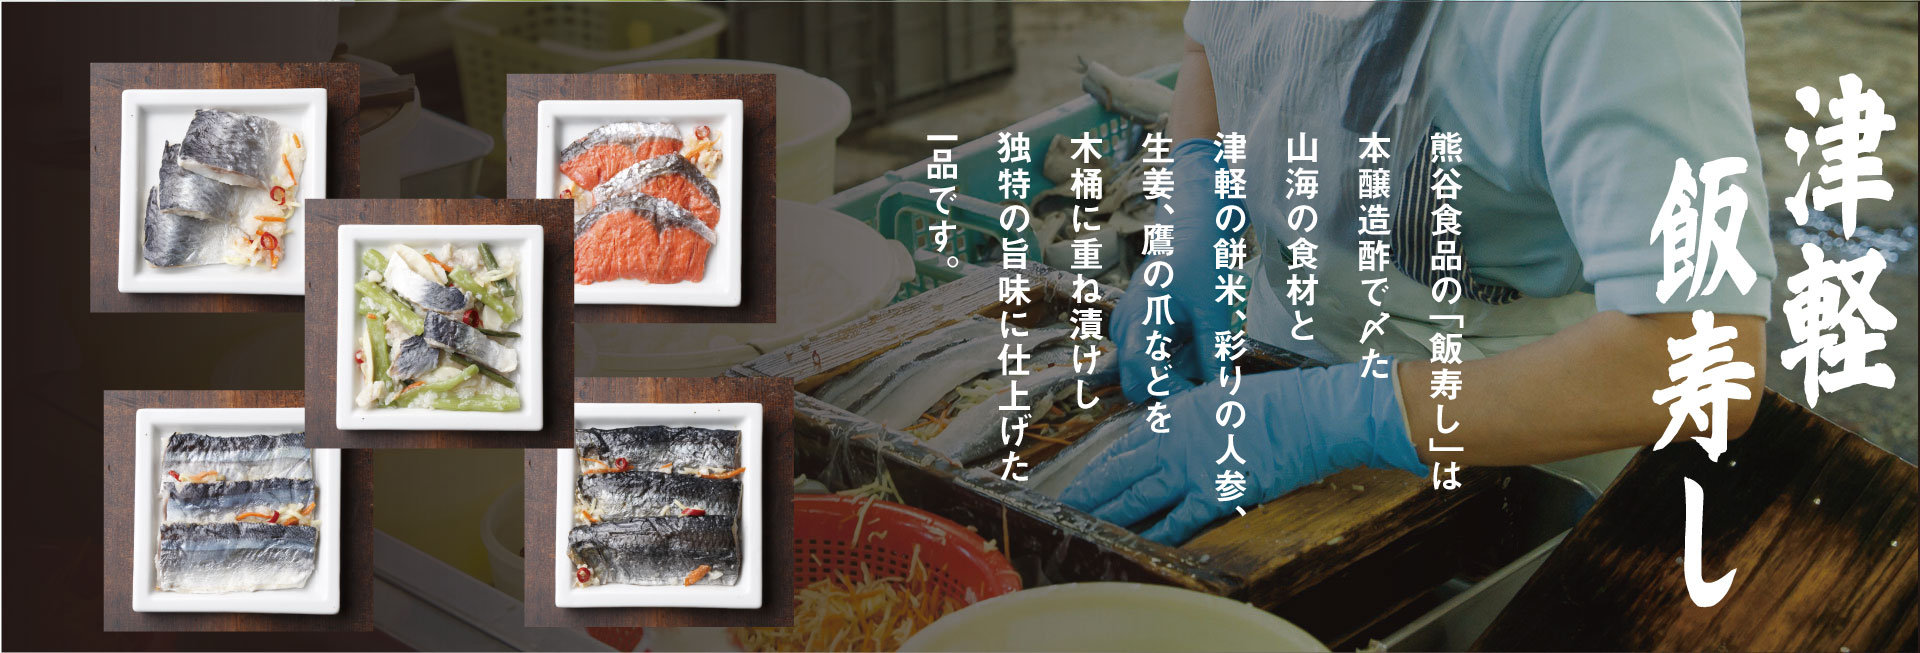 津軽
飯寿し
熊谷食品の「飯寿し」は
本醸造酢で〆た
山海の食材と
津軽の餅米、彩りの人参、
生姜、鷹の爪などを
木桶に重ね漬けし
独特の旨味に仕上げた
一品です。